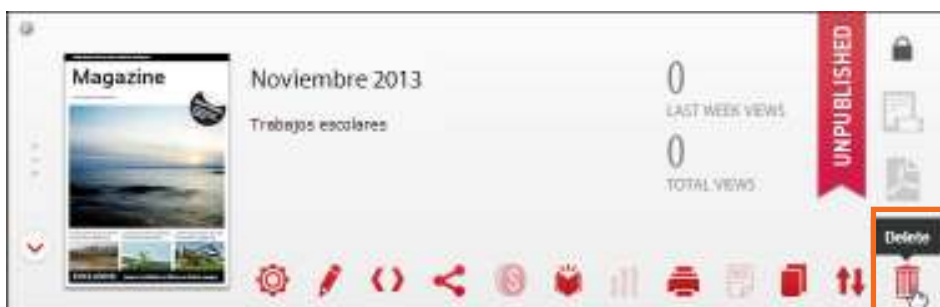 Magazine
Noviembre 2013
Trabajos escolares
0
LAST WEEK VIEWS
0
TOTAL VIEWS
UNPUBLISHED
Delete